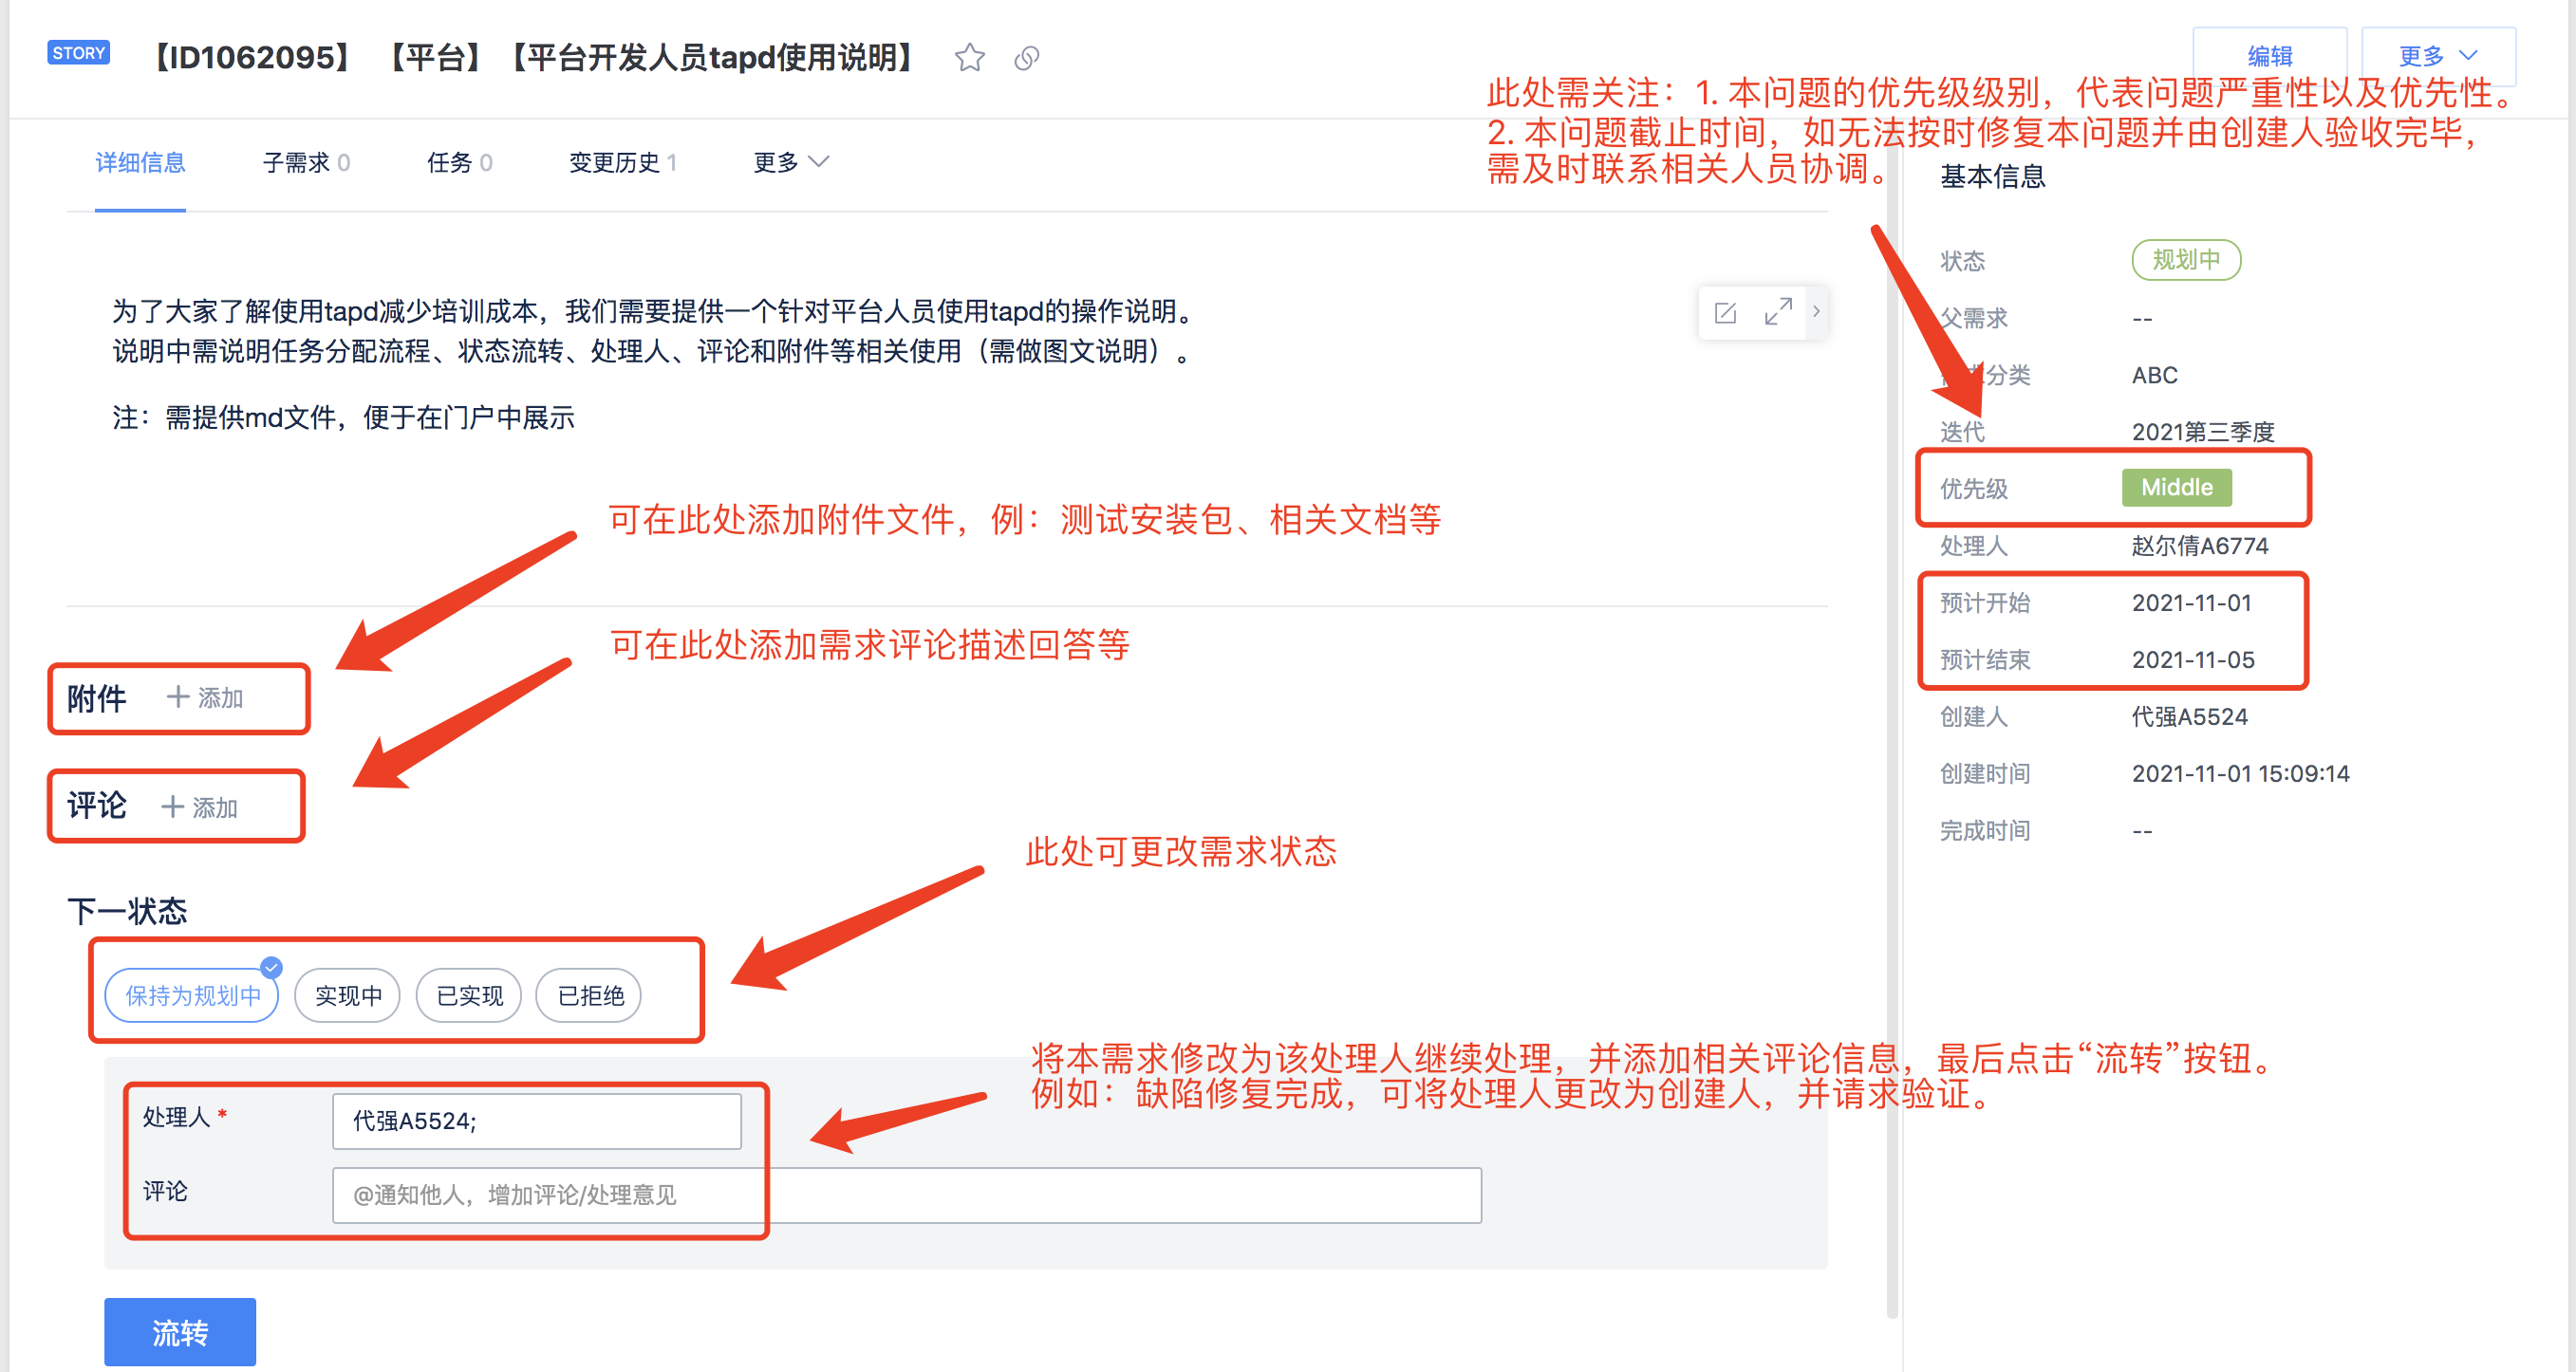 STORY 【ID1062095】 【平台】【平台开发人员tapd使用说明】
编辑 更多
此处需关注：1. 本问题的优先级级别，代表问题严重性以及优先性。
2. 本问题截止时间，如无法按时修复本问题并由创建人验收完毕，
需及时联系相关人员协调。
详细信息 子需求 0 任务 0 变更历史 1 更多
为了大家了解使用tapd减少培训成本，我们需要提供一个针对平台人员使用tapd的操作说明。
说明中需说明任务分配流程、状态流转、处理人、评论和附件等相关使用（需做图文说明）。
注：需提供md文件，便于在门户中展示
可在此处添加附件文件，例：测试安装包、相关文档等
可在此处添加需求评论描述回答等
附件 添加
评论 添加
此处可更改需求状态
下一状态
保持为规划中 实现中 已实现 已拒绝
将本需求修改为该处理人继续处理，并添加相关评论信息，最后点击“流转”按钮。
例如：缺陷修复完成，可将处理人更改为创建人，并请求验证。
处理人 * 代强A5524;
评论 @通知他人，增加评论/处理意见
流转
基本信息
状态 规划中
父需求 --
分类 ABC
迭代 2021第三季度
优先级 Middle
处理人 赵尔倩A6774
预计开始 2021-11-01
预计结束 2021-11-05
创建人 代强A5524
创建时间 2021-11-01 15:09:14
完成时间 --